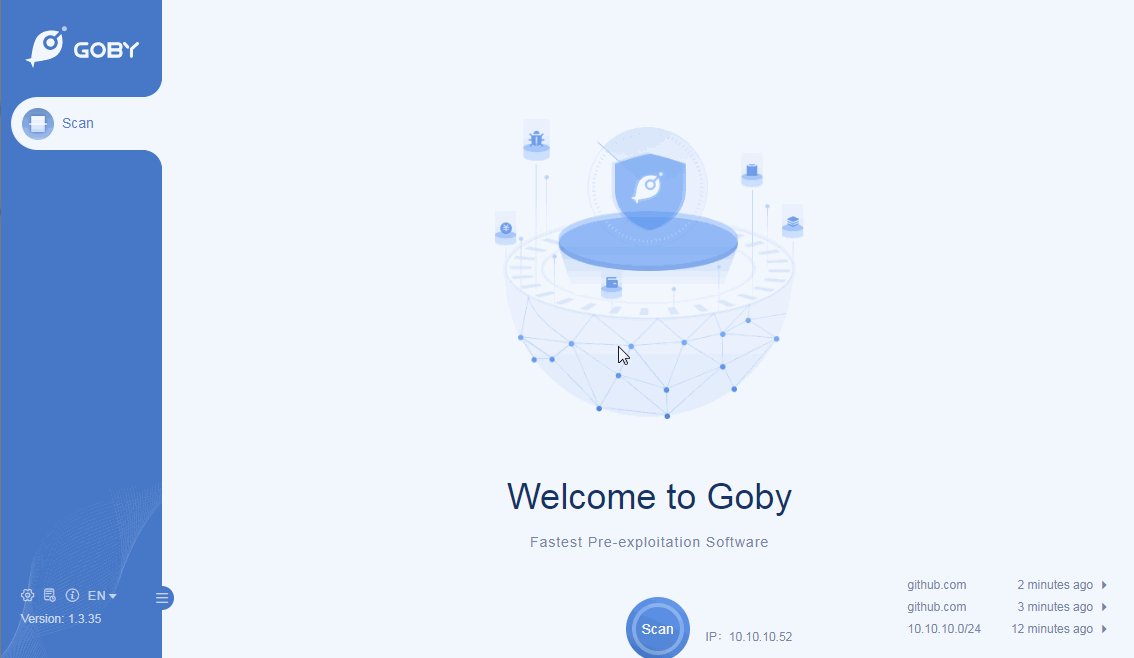 GOBY
Scan
Welcome to Goby
Fastest Pre-exploitation Software
github.com 2 minutes ago
github.com 3 minutes ago
10.10.10.0/24 12 minutes ago
Scan
IP: 10.10.10.52
EN
Version: 1.3.35